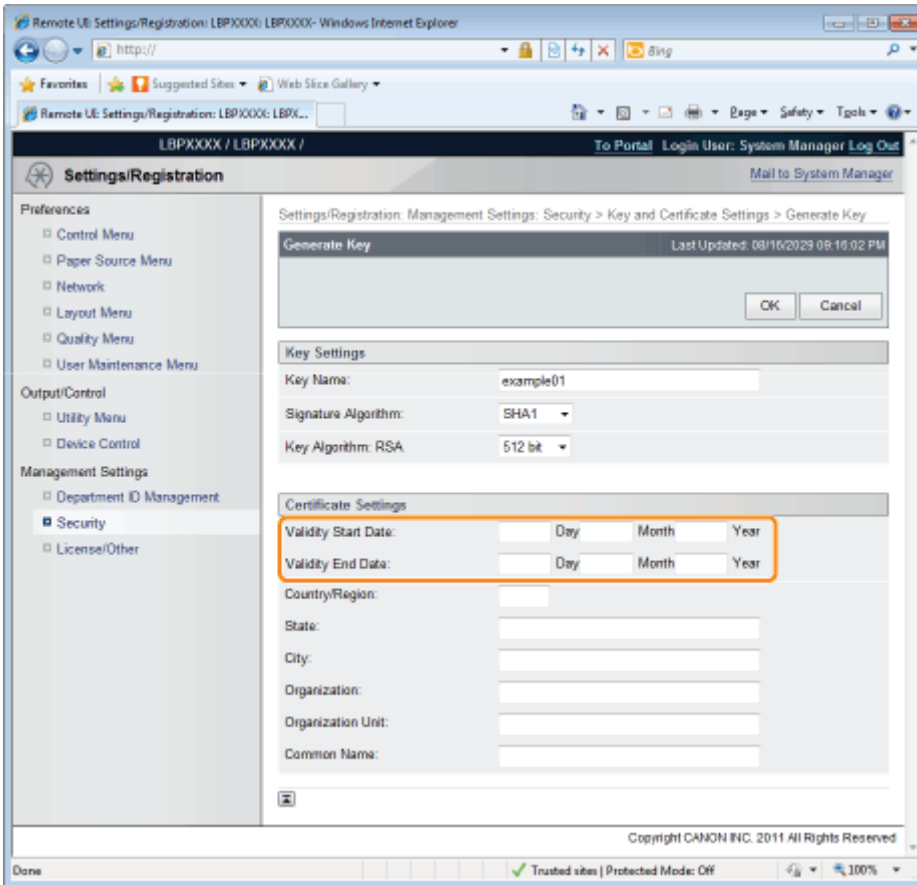 Remote UI: Settings/Registration: LBPXXXX: LBPXXXX- Windows Internet Explorer
http://
Bing
Favorites
Suggested Sites
Web Slice Gallery
Remote UI: Settings/Registration: LBPXXXX: LBPX...
Page
Safety
Tools
LBPXXXX / LBPXXXX /
To Portal Login User: System Manager Log Out
Settings/Registration
Mail to System Manager
Preferences
Control Menu
Paper Source Menu
Network
Layout Menu
Quality Menu
User Maintenance Menu
Output/Control
Utility Menu
Device Control
Management Settings
Department ID Management
Security
License/Other
Settings/Registration: Management Settings: Security > Key and Certificate Settings > Generate Key
Generate Key Last Updated: 08/16/2029 09:16:02 PM
OK Cancel
Key Settings
Key Name: example01
Signature Algorithm: SHA1
Key Algorithm: RSA 512 bit
Certificate Settings
Validity Start Date: Day Month Year
Validity End Date: Day Month Year
Country/Region:
State:
City:
Organization:
Organization Unit:
Common Name:
Copyright CANON INC. 2011 All Rights Reserved
Done Trusted sites | Protected Mode: Off 100%